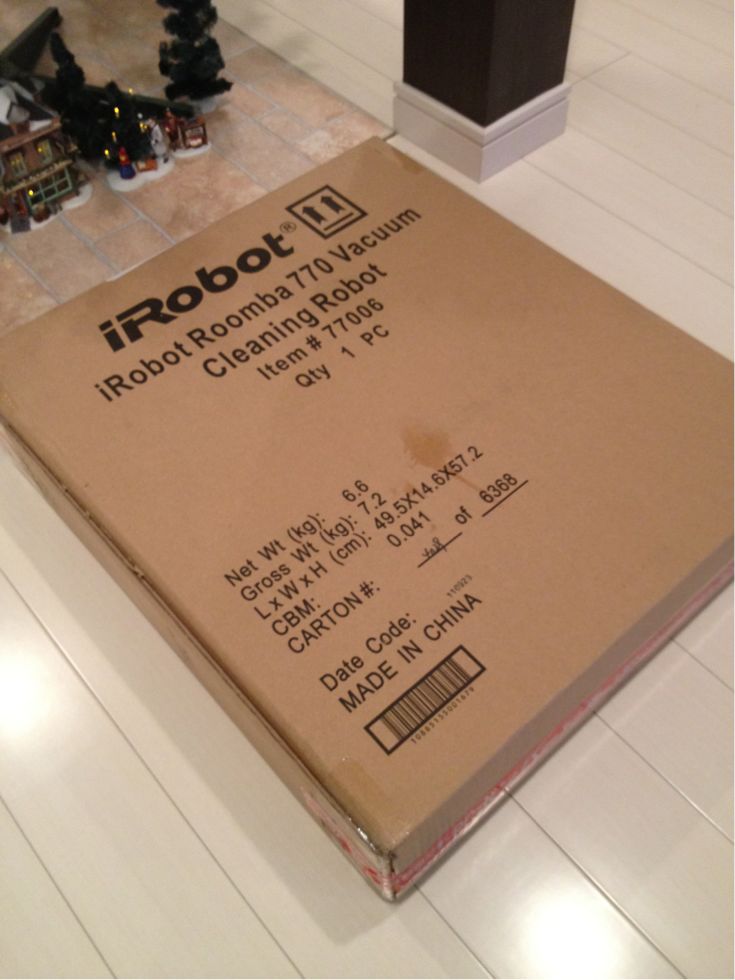 iRobot®
iRobot Roomba 770 Vacuum
Cleaning Robot
Item # 77006
Qty 1 PC
Net Wt (kg): 6.6
Gross Wt (kg): 7.2
L x W x H (cm): 49.5X14.6X57.2
CBM: 0.041
CARTON #: of 6368
Date Code: 110923
MADE IN CHINA
10885155001679